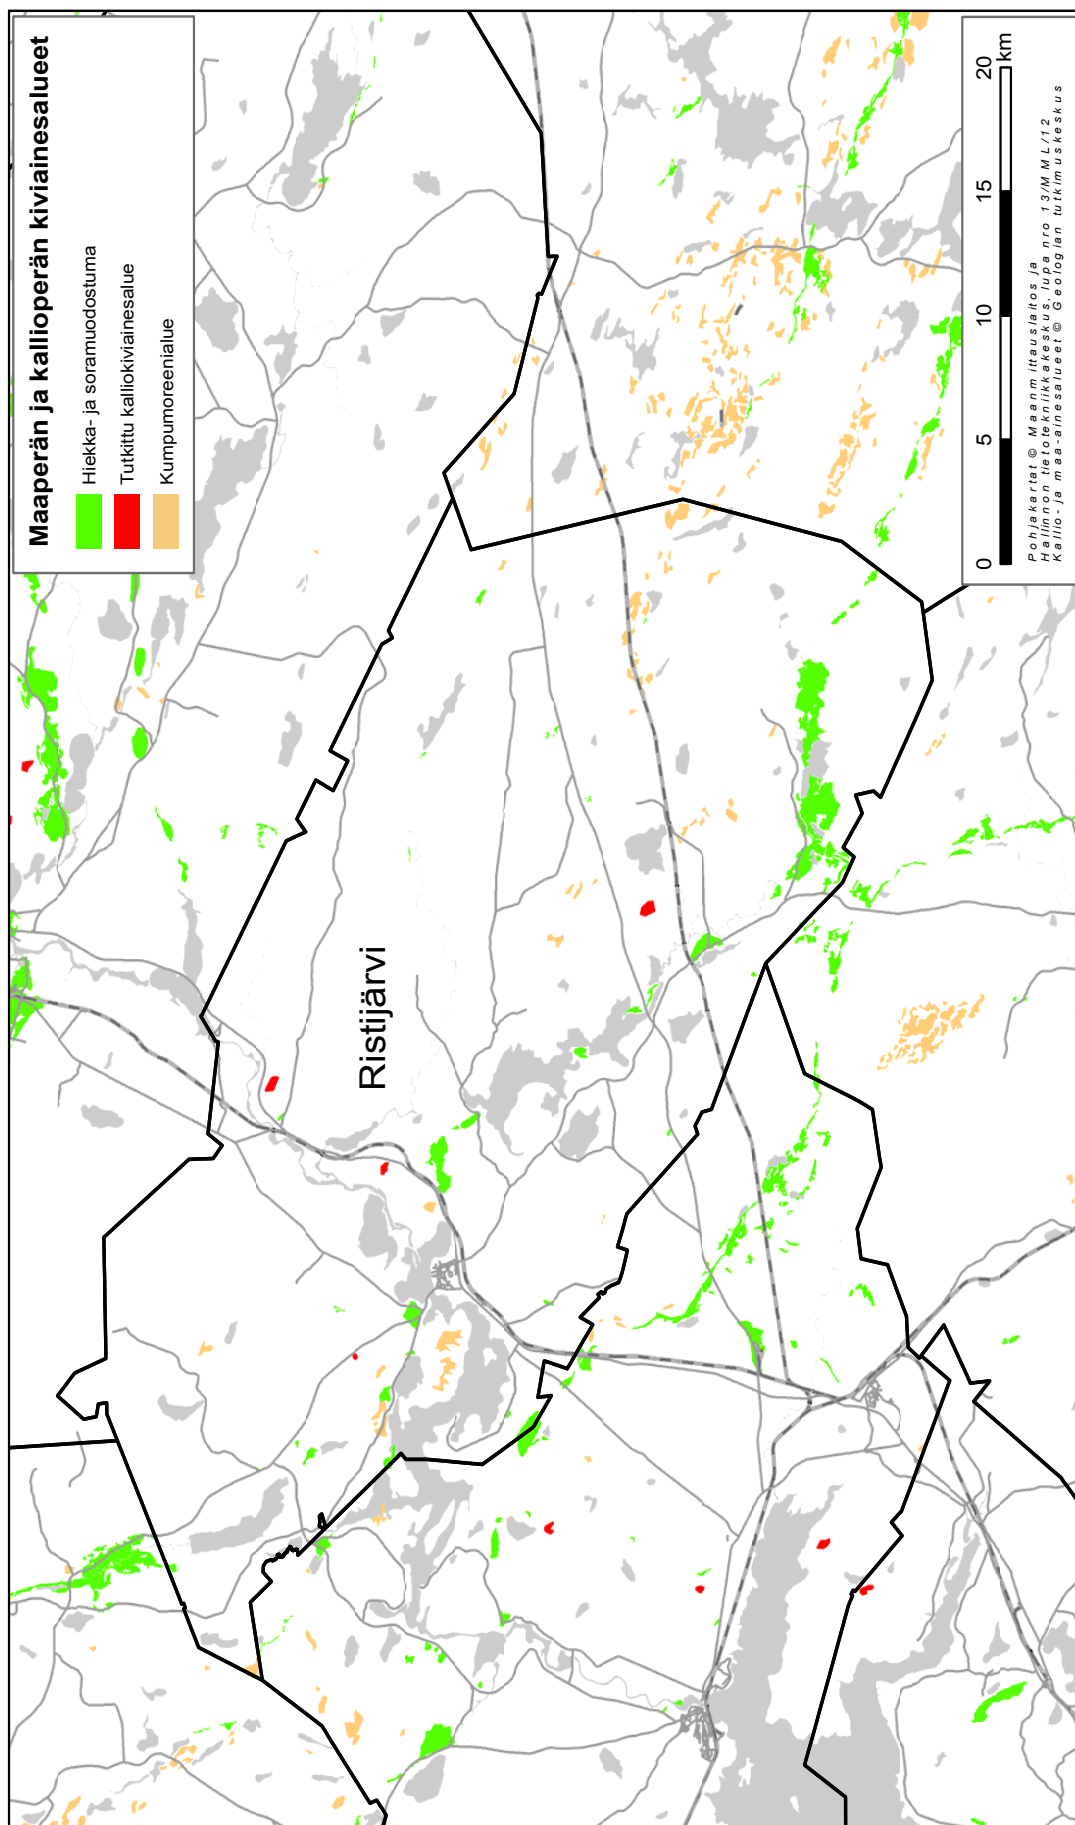 Maaperän ja kallioperän kiviainesalueet
Hiekka- ja soramuodostuma
Tutkittu kalliokiviainesalue
Kumpumoreenialue
Ristijärvi
0 5 10 15 20
km
Pohjakartat © Maanmittauslaitos ja
Hallinnon tietotekniikkakeskus, lupa nro 13/MML/12
Kallio- ja maa-ainesalueet © Geologian tutkimuskeskus